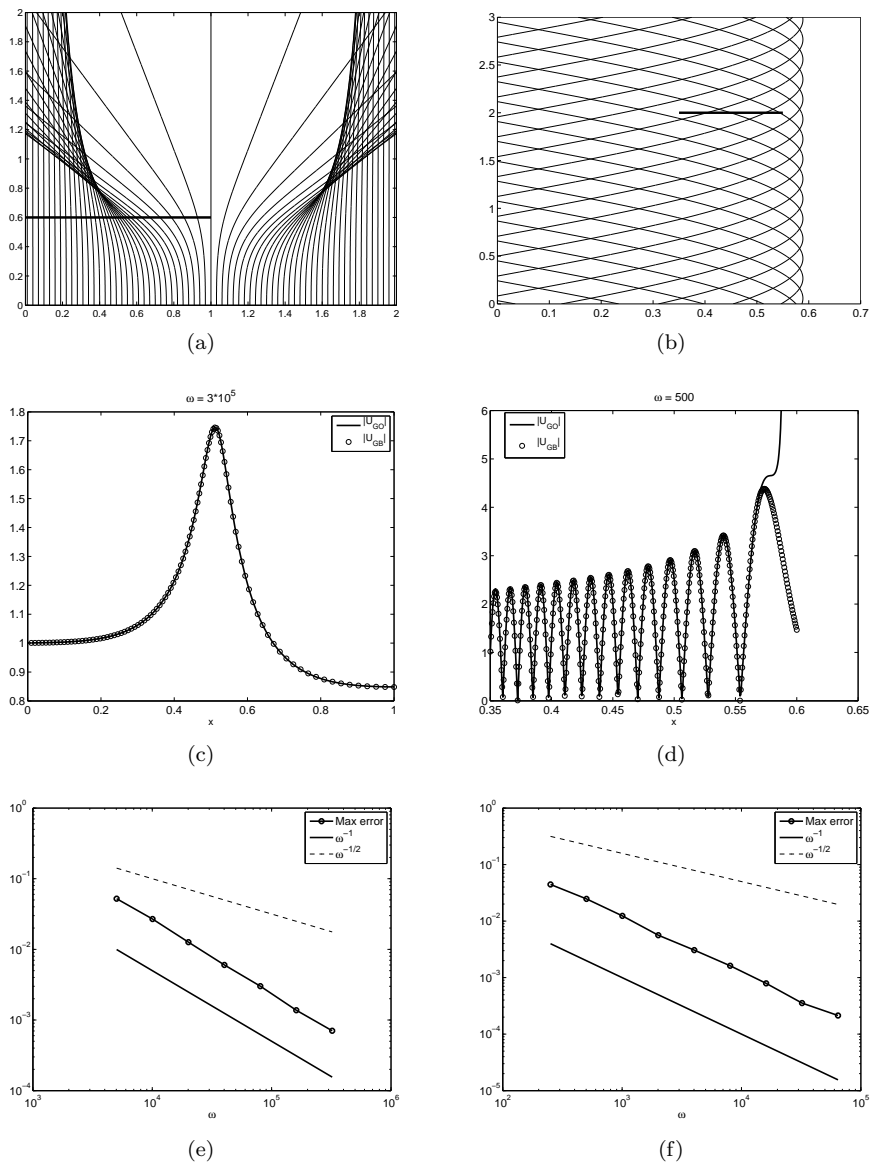 2
1.8
1.6
1.4
1.2
1
0.8
0.6
0.4
0.2
0
0 0.2 0.4 0.6 0.8 1 1.2 1.4 1.6 1.8 2
(a)
3
2.5
2
1.5
1
0.5
0
0 0.1 0.2 0.3 0.4 0.5 0.6 0.7
(b)
ω = 3*10^5
1.8
1.7
1.6
1.5
1.4
1.3
1.2
1.1
1
0.9
0.8
0 0.2 0.4 0.6 0.8 1
x
|U_GO|
|U_GB|
(c)
ω = 500
6
5
4
3
2
1
0
0.35 0.4 0.45 0.5 0.55 0.6 0.65
x
|U_GO|
|U_GB|
(d)
10^0
10^-1
10^-2
10^-3
10^-4
10^3 10^4 10^5 10^6
ω
Max error
ω^-1
ω^-1/2
(e)
10^0
10^-1
10^-2
10^-3
10^-4
10^-5
10^2 10^3 10^4 10^5
ω
Max error
ω^-1
ω^-1/2
(f)